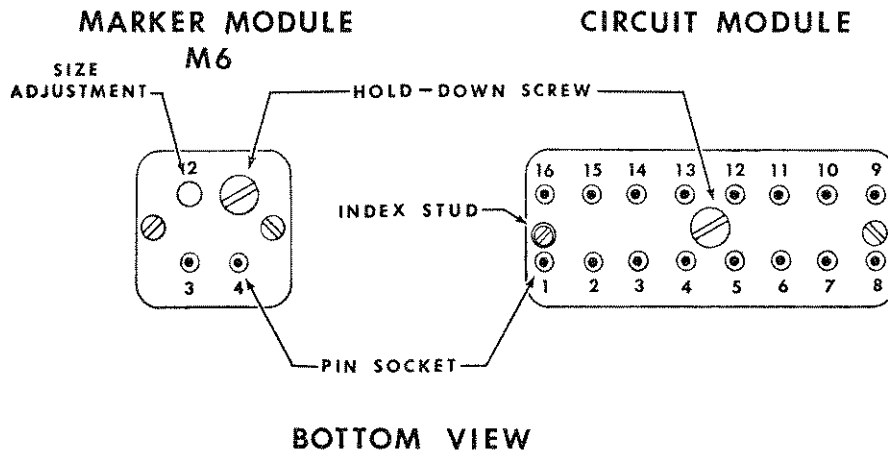 MARKER MODULE
M6
CIRCUIT MODULE
SIZE
ADJUSTMENT
HOLD-DOWN SCREW
12
3 4
INDEX STUD
16 15 14 13 12 11 10 9
1 2 3 4 5 6 7 8
PIN SOCKET
BOTTOM VIEW